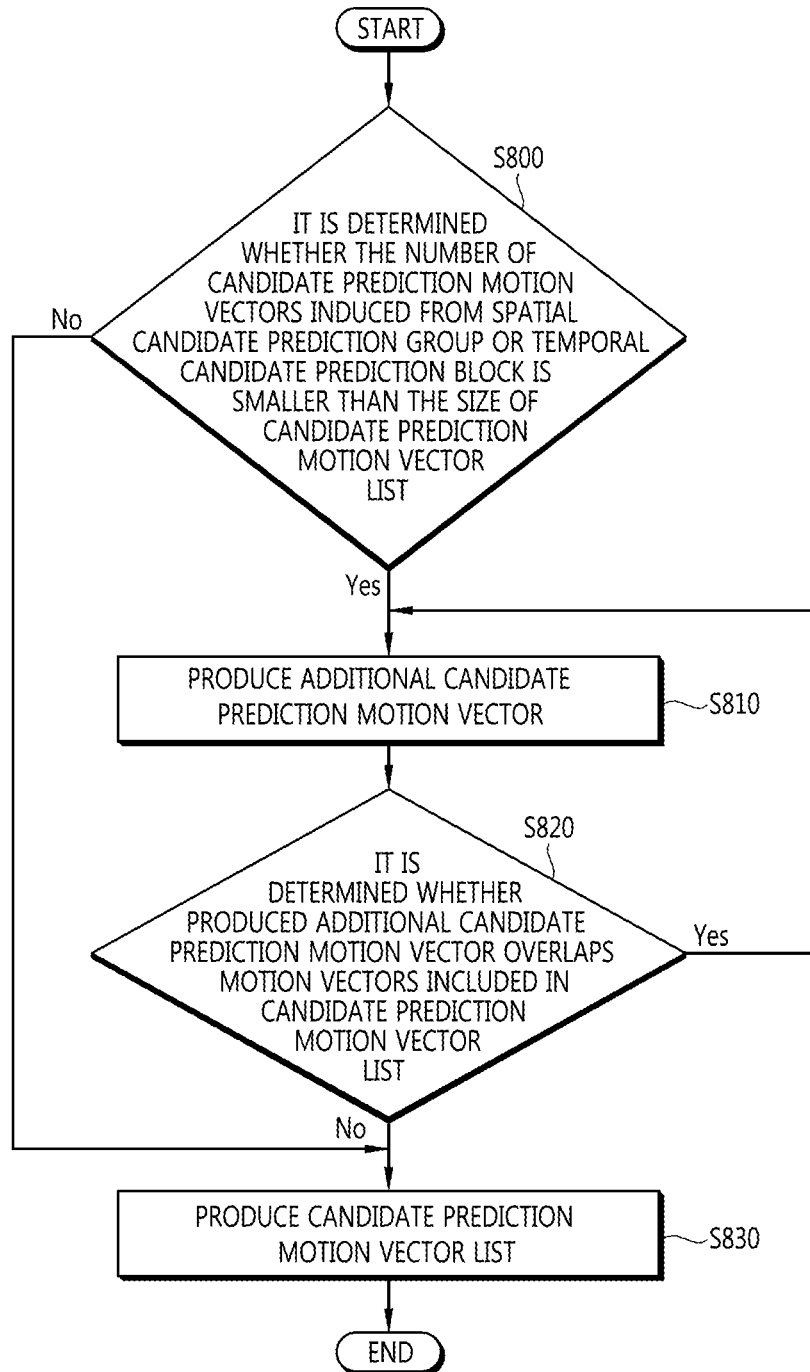 START
S800
IT IS DETERMINED
WHETHER THE NUMBER OF
CANDIDATE PREDICTION MOTION
VECTORS INDUCED FROM SPATIAL
CANDIDATE PREDICTION GROUP OR TEMPORAL
CANDIDATE PREDICTION BLOCK IS
SMALLER THAN THE SIZE OF
CANDIDATE PREDICTION
MOTION VECTOR
LIST
No
Yes
PRODUCE ADDITIONAL CANDIDATE
PREDICTION MOTION VECTOR
S810
S820
IT IS
DETERMINED WHETHER
PRODUCED ADDITIONAL CANDIDATE
PREDICTION MOTION VECTOR OVERLAPS
MOTION VECTORS INCLUDED IN
CANDIDATE PREDICTION
MOTION VECTOR
LIST
Yes
No
PRODUCE CANDIDATE PREDICTION
MOTION VECTOR LIST
S830
END